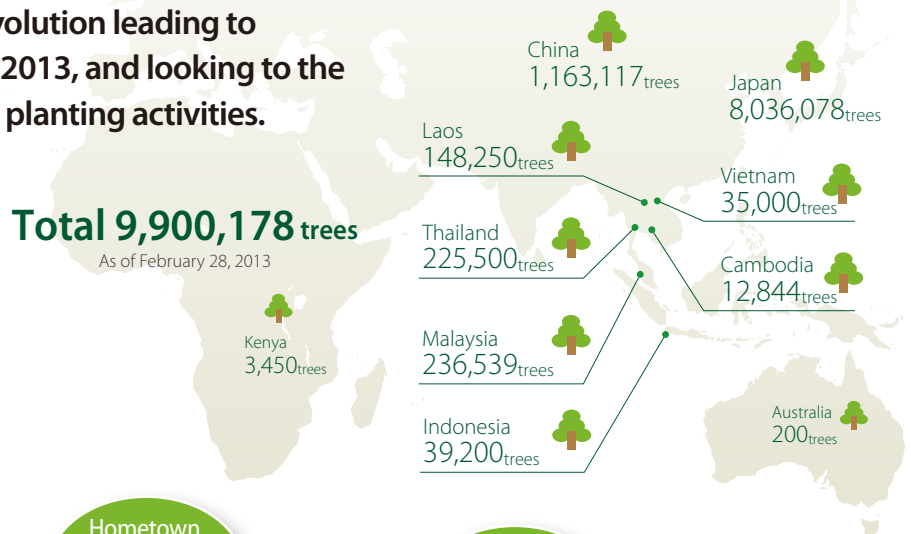 volution leading to
2013, and looking to the
planting activities.
Total 9,900,178 trees
As of February 28, 2013
China
1,163,117trees
Japan
8,036,078trees
Laos
148,250trees
Vietnam
35,000trees
Thailand
225,500trees
Cambodia
12,844trees
Kenya
3,450trees
Malaysia
236,539trees
Indonesia
39,200trees
Australia
200trees
Hometown